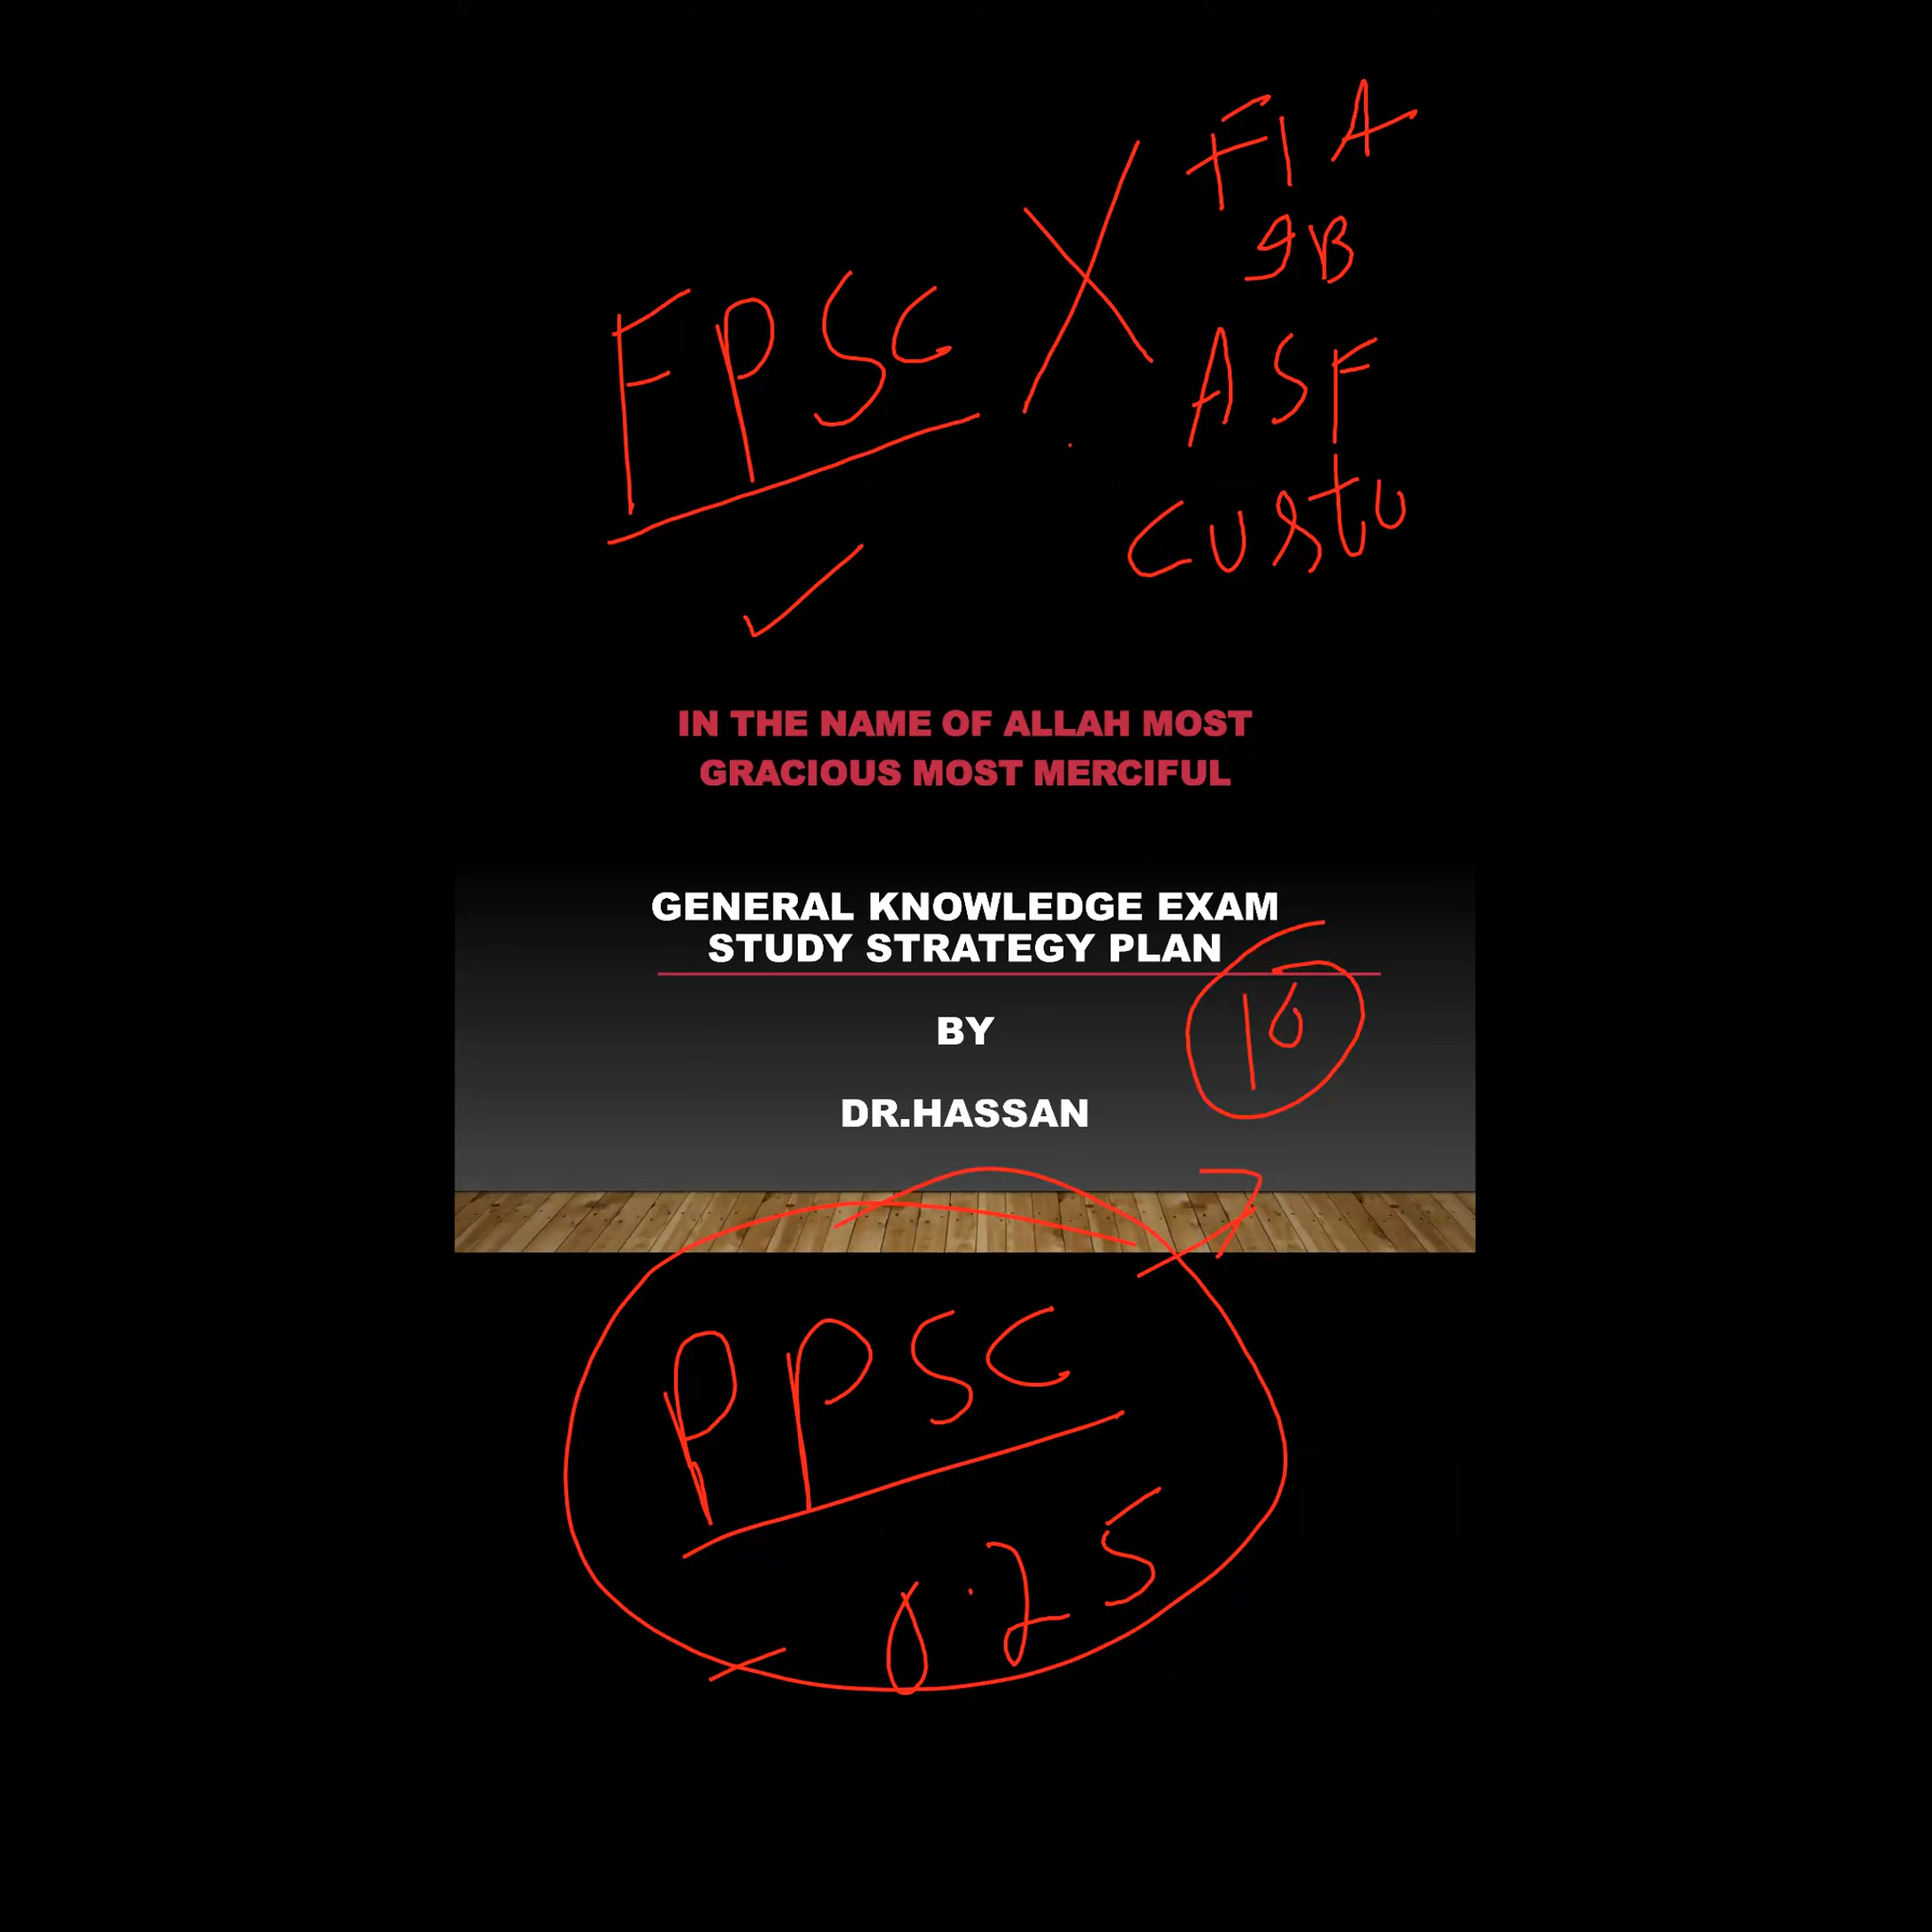 FIA
IB
FPSC X
ASF
Custo
IN THE NAME OF ALLAH MOST
GRACIOUS MOST MERCIFUL
GENERAL KNOWLEDGE EXAM
STUDY STRATEGY PLAN
10
BY
DR.HASSAN
PPSC
- 0.25